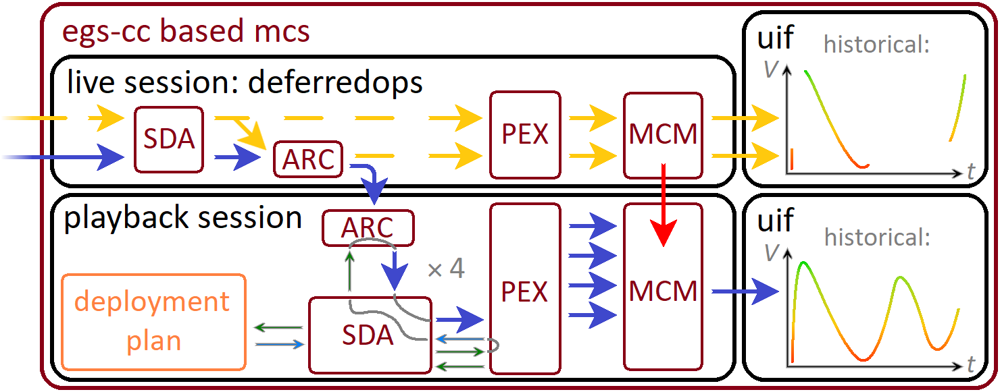 egs-cc based mcs
live session: deferredops
SDA
ARC
PEX
MCM
uif
historical:
V
t
playback session
ARC
× 4
deployment
plan
SDA
PEX
MCM
uif
historical:
V
t